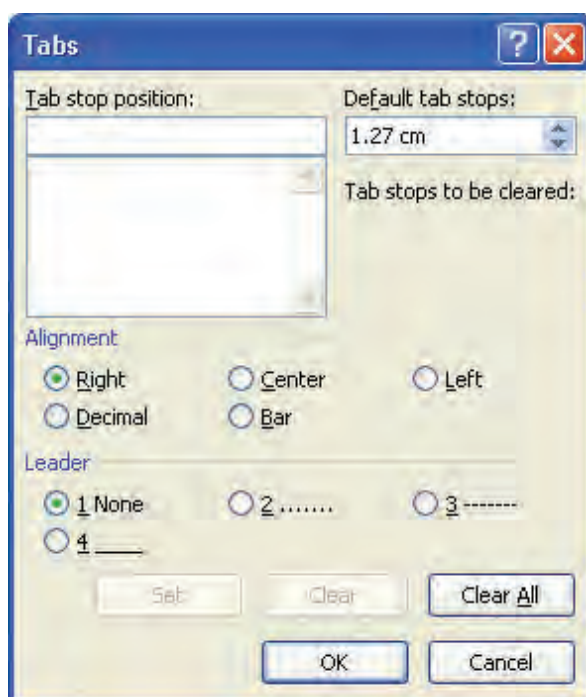 Tabs
Tab stop position: Default tab stops:
1.27 cm
Tab stops to be cleared:
Alignment
Right Center Left
Decimal Bar
Leader
1 None 2 ....... 3 -------
4 ____
Set Clear Clear All
OK Cancel